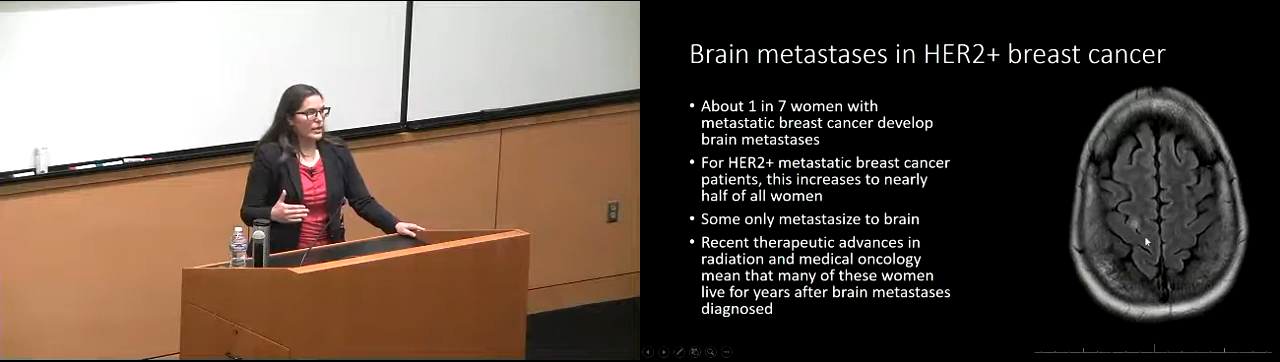 Brain metastases in HER2+ breast cancer
• About 1 in 7 women with
metastatic breast cancer develop
brain metastases
• For HER2+ metastatic breast cancer
patients, this increases to nearly
half of all women
• Some only metastasize to brain
• Recent therapeutic advances in
radiation and medical oncology
mean that many of these women
live for years after brain metastases
diagnosed